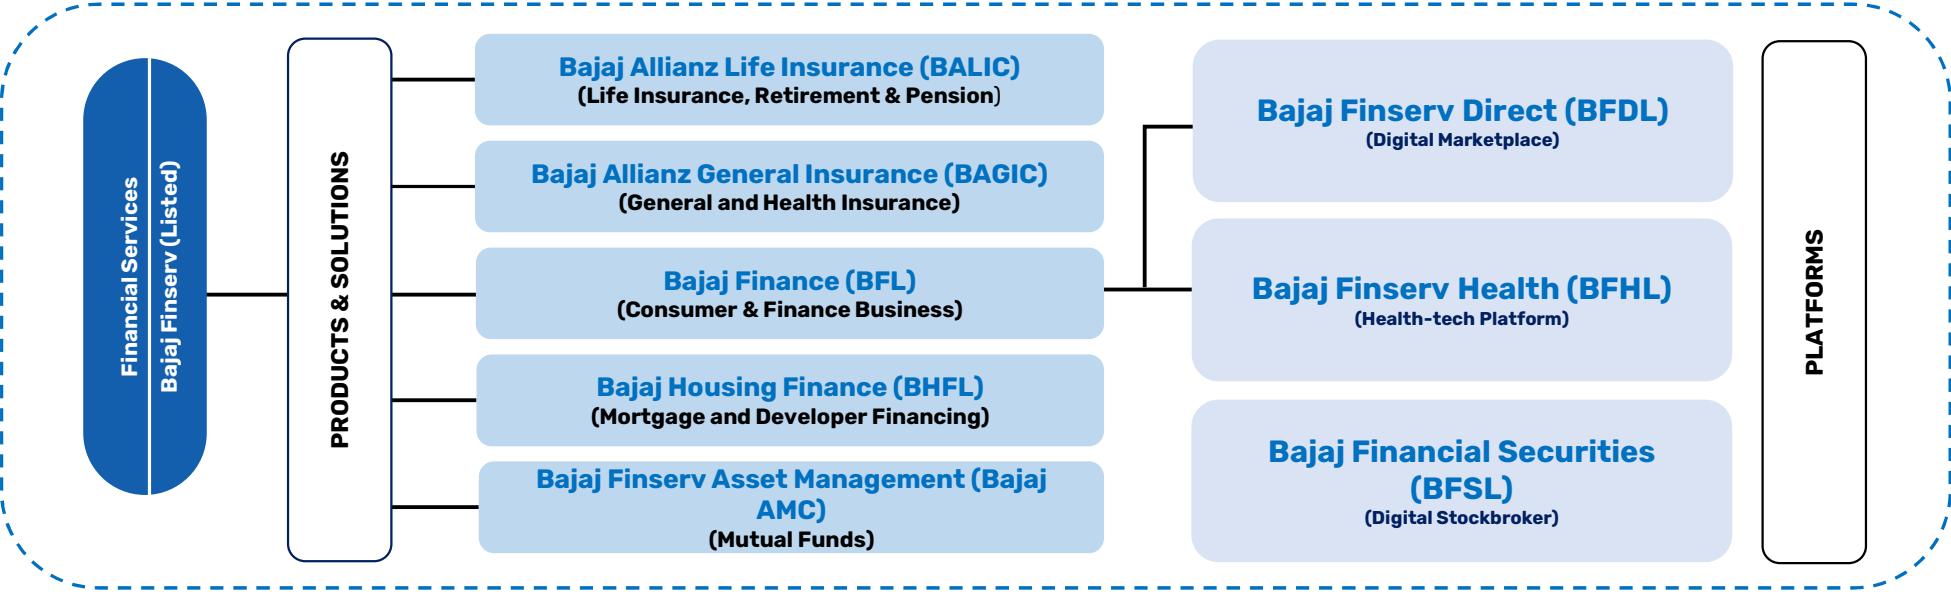 Financial Services
Bajaj Finserv (Listed)
PRODUCTS & SOLUTIONS
Bajaj Allianz Life Insurance (BALIC)
(Life Insurance, Retirement & Pension)
Bajaj Allianz General Insurance (BAGIC)
(General and Health Insurance)
Bajaj Finance (BFL)
(Consumer & Finance Business)
Bajaj Housing Finance (BHFL)
(Mortgage and Developer Financing)
Bajaj Finserv Asset Management (Bajaj
AMC)
(Mutual Funds)
Bajaj Finserv Direct (BFDL)
(Digital Marketplace)
Bajaj Finserv Health (BFHL)
(Health-tech Platform)
Bajaj Financial Securities
(BFSL)
(Digital Stockbroker)
PLATFORMS